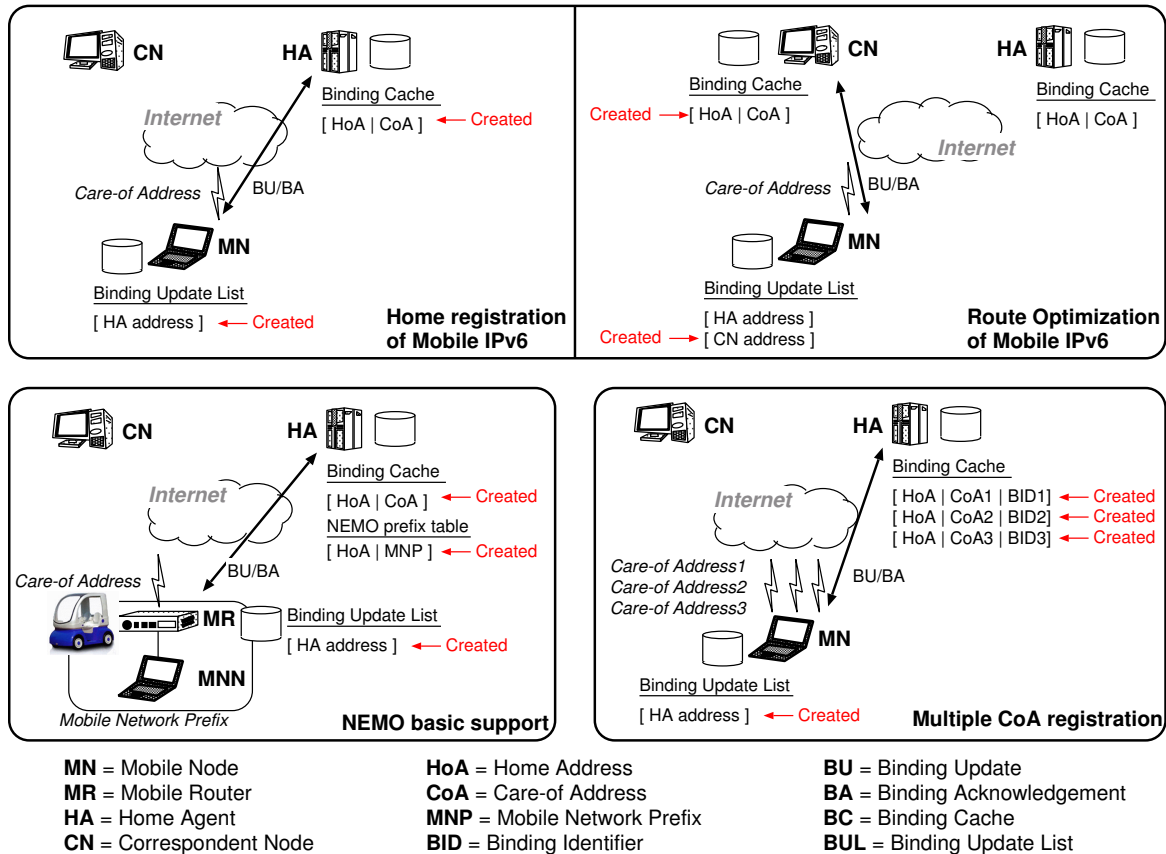 CN
HA
Binding Cache
[ HoA | CoA ] Created
Internet
Care-of Address
BU/BA
MN
Binding Update List
[ HA address ] Created
Home registration
of Mobile IPv6
CN
HA
Binding Cache
Created [ HoA | CoA ]
Binding Cache
[ HoA | CoA ]
Internet
Care-of Address
BU/BA
MN
Binding Update List
[ HA address ]
Created [ CN address ]
Route Optimization
of Mobile IPv6
CN
HA
Binding Cache
[ HoA | CoA ] Created
NEMO prefix table
[ HoA | MNP ] Created
Internet
BU/BA
Care-of Address
MR
Binding Update List
[ HA address ] Created
MNN
Mobile Network Prefix
NEMO basic support
CN
HA
Binding Cache
[ HoA | CoA1 | BID1] Created
[ HoA | CoA2 | BID2] Created
[ HoA | CoA3 | BID3] Created
Internet
Care-of Address1
Care-of Address2
Care-of Address3
BU/BA
MN
Binding Update List
[ HA address ] Created
Multiple CoA registration
MN = Mobile Node
MR = Mobile Router
HA = Home Agent
CN = Correspondent Node
HoA = Home Address
CoA = Care-of Address
MNP = Mobile Network Prefix
BID = Binding Identifier
BU = Binding Update
BA = Binding Acknowledgement
BC = Binding Cache
BUL = Binding Update List